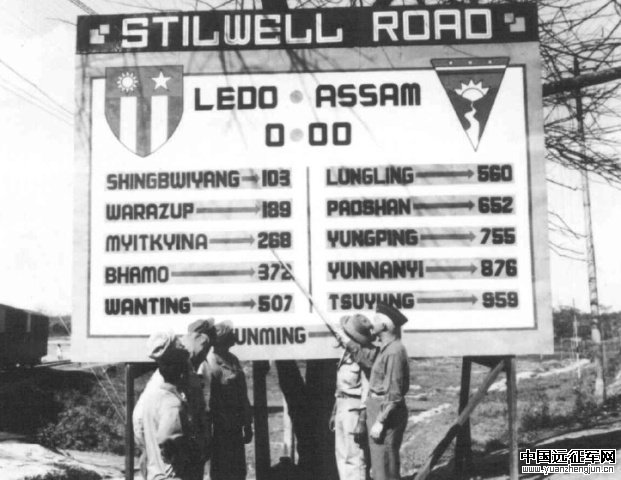 STILWELL ROAD
LEDO • ASSAM
0•00
SHINGBWIYANG → 103
WARAZUP → 189
MYITKYINA → 268
BHAMO → 372
WANTING → 507
LUNGLING → 560
PAOSHAN → 652
YUNGPING → 755
YUNNANYI → 876
TSUYUNG → 959
UNMING
中国远征军网
www.yuanzhengjun.cn